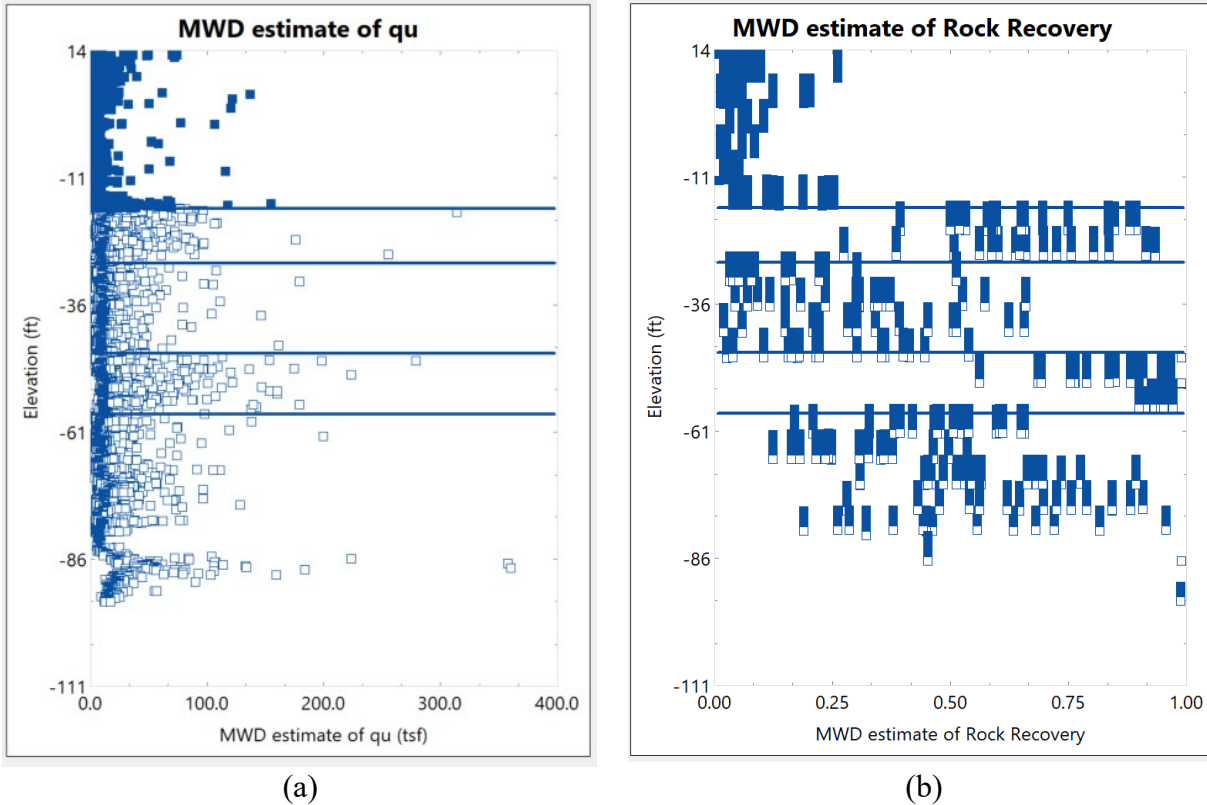 MWD estimate of qu
14
-11
-36
-61
-86
-111
Elevation (ft)
0.0 100.0 200.0 300.0 400.0
MWD estimate of qu (tsf)
(a)
MWD estimate of Rock Recovery
14
-11
-36
-61
-86
-111
Elevation (ft)
0.00 0.25 0.50 0.75 1.00
MWD estimate of Rock Recovery
(b)